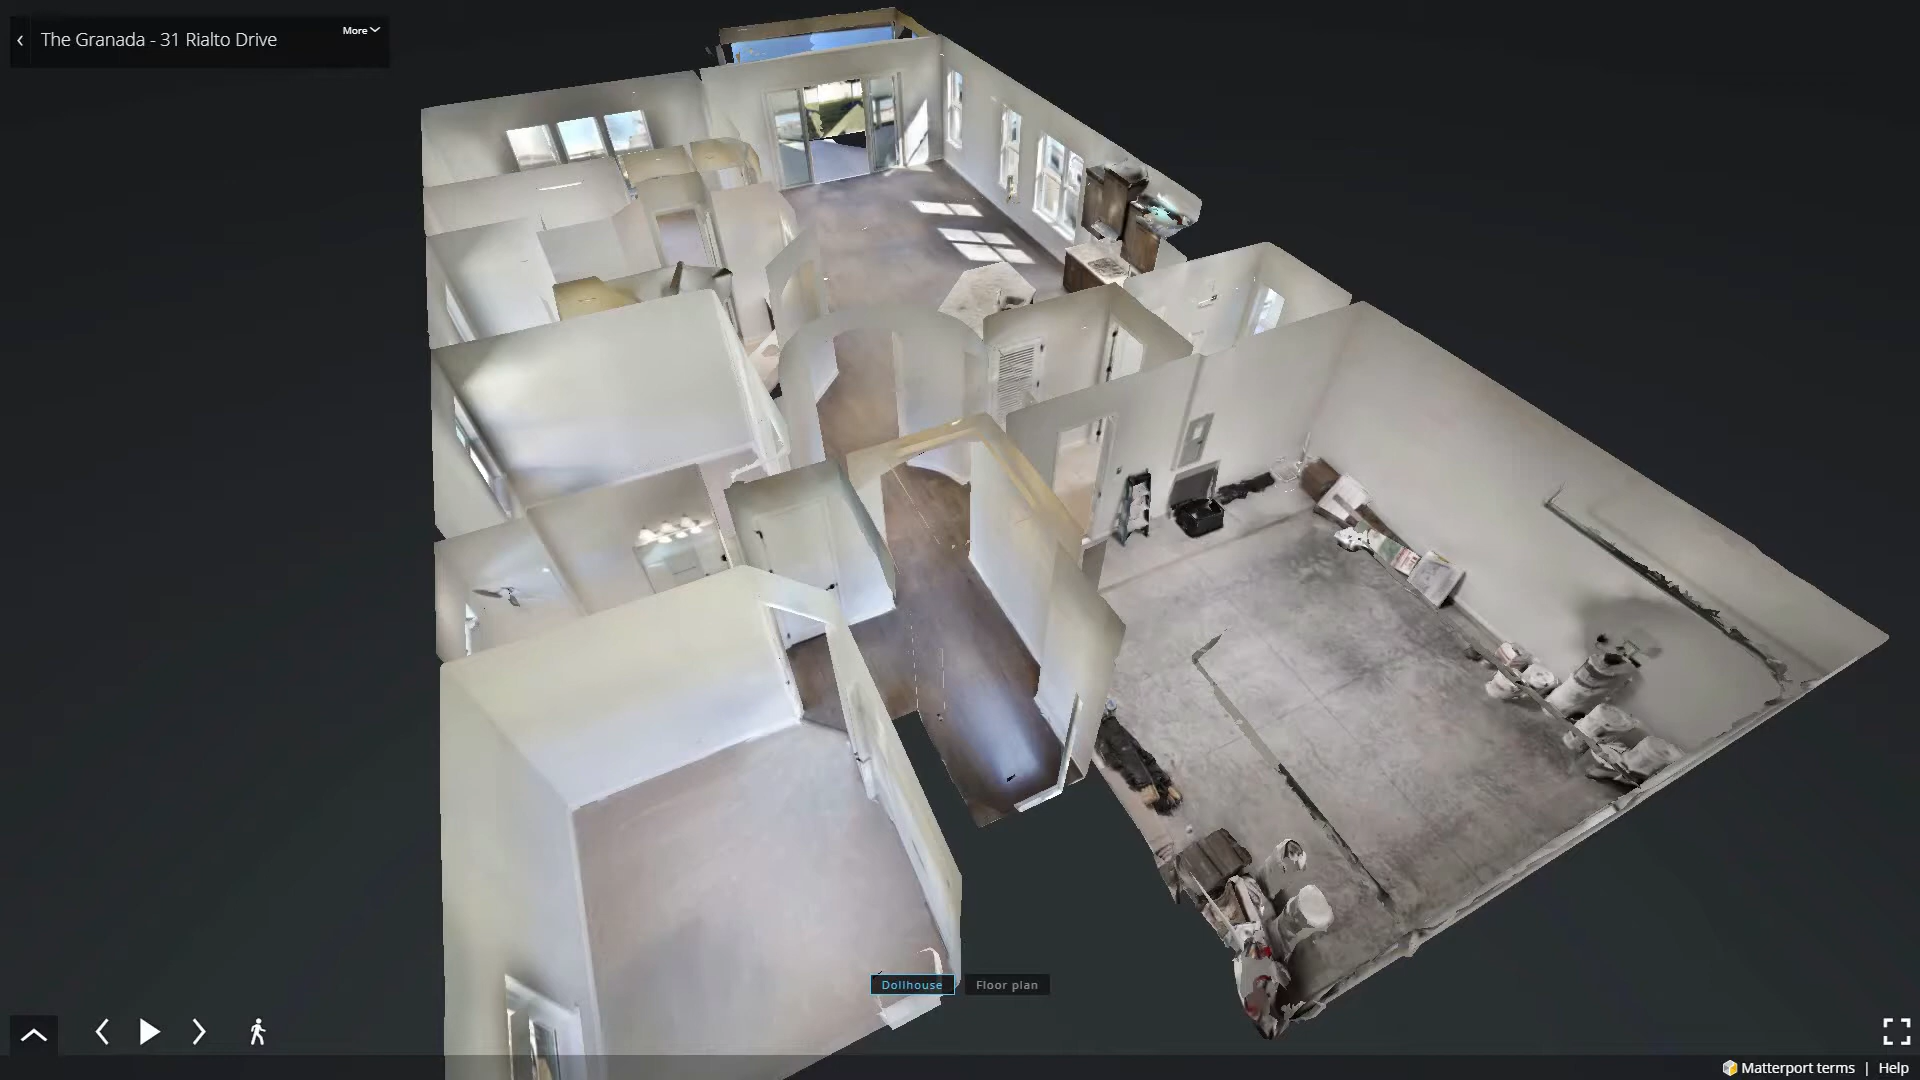 The Granada - 31 Rialto Drive
More
Dollhouse
Floor plan
Matterport terms | Help